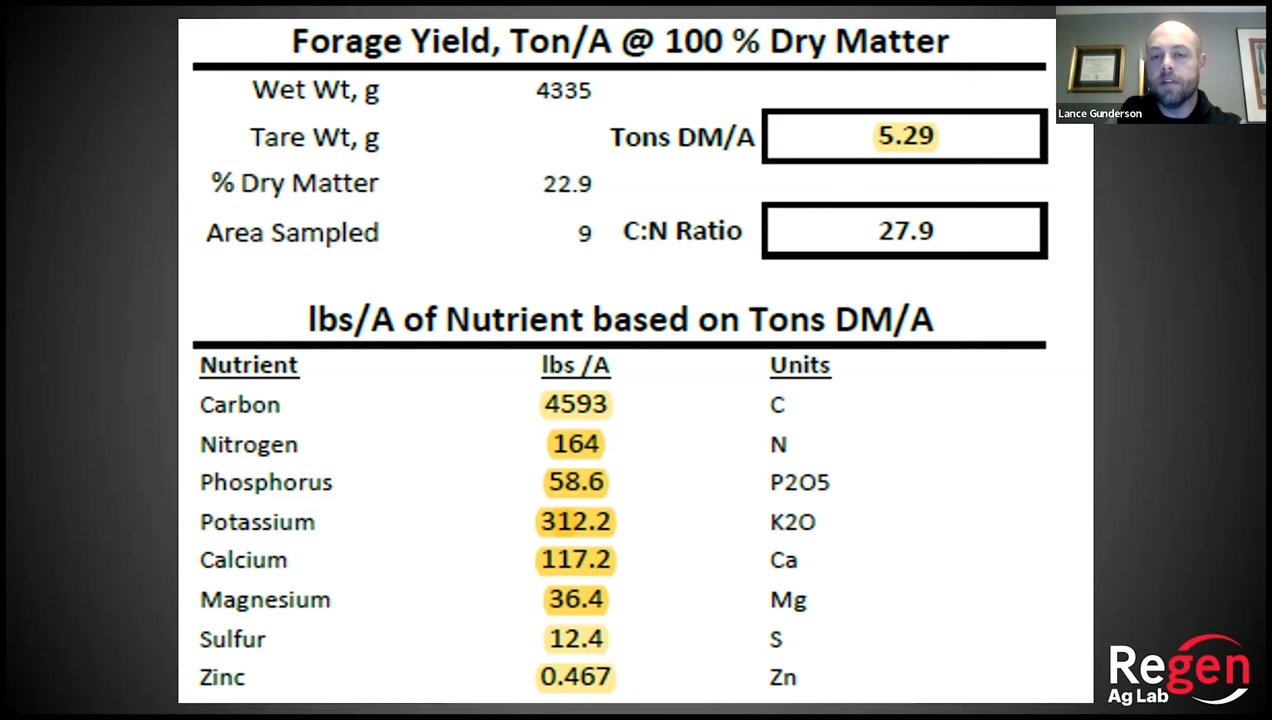 Forage Yield, Ton/A @ 100 % Dry Matter
Wet Wt, g 4335
Tare Wt, g Tons DM/A 5.29
% Dry Matter 22.9
Area Sampled 9 C:N Ratio 27.9
lbs/A of Nutrient based on Tons DM/A
Nutrient lbs /A Units
Carbon 4593 C
Nitrogen 164 N
Phosphorus 58.6 P2O5
Potassium 312.2 K2O
Calcium 117.2 Ca
Magnesium 36.4 Mg
Sulfur 12.4 S
Zinc 0.467 Zn
Lance Gunderson
Regen
Ag Lab